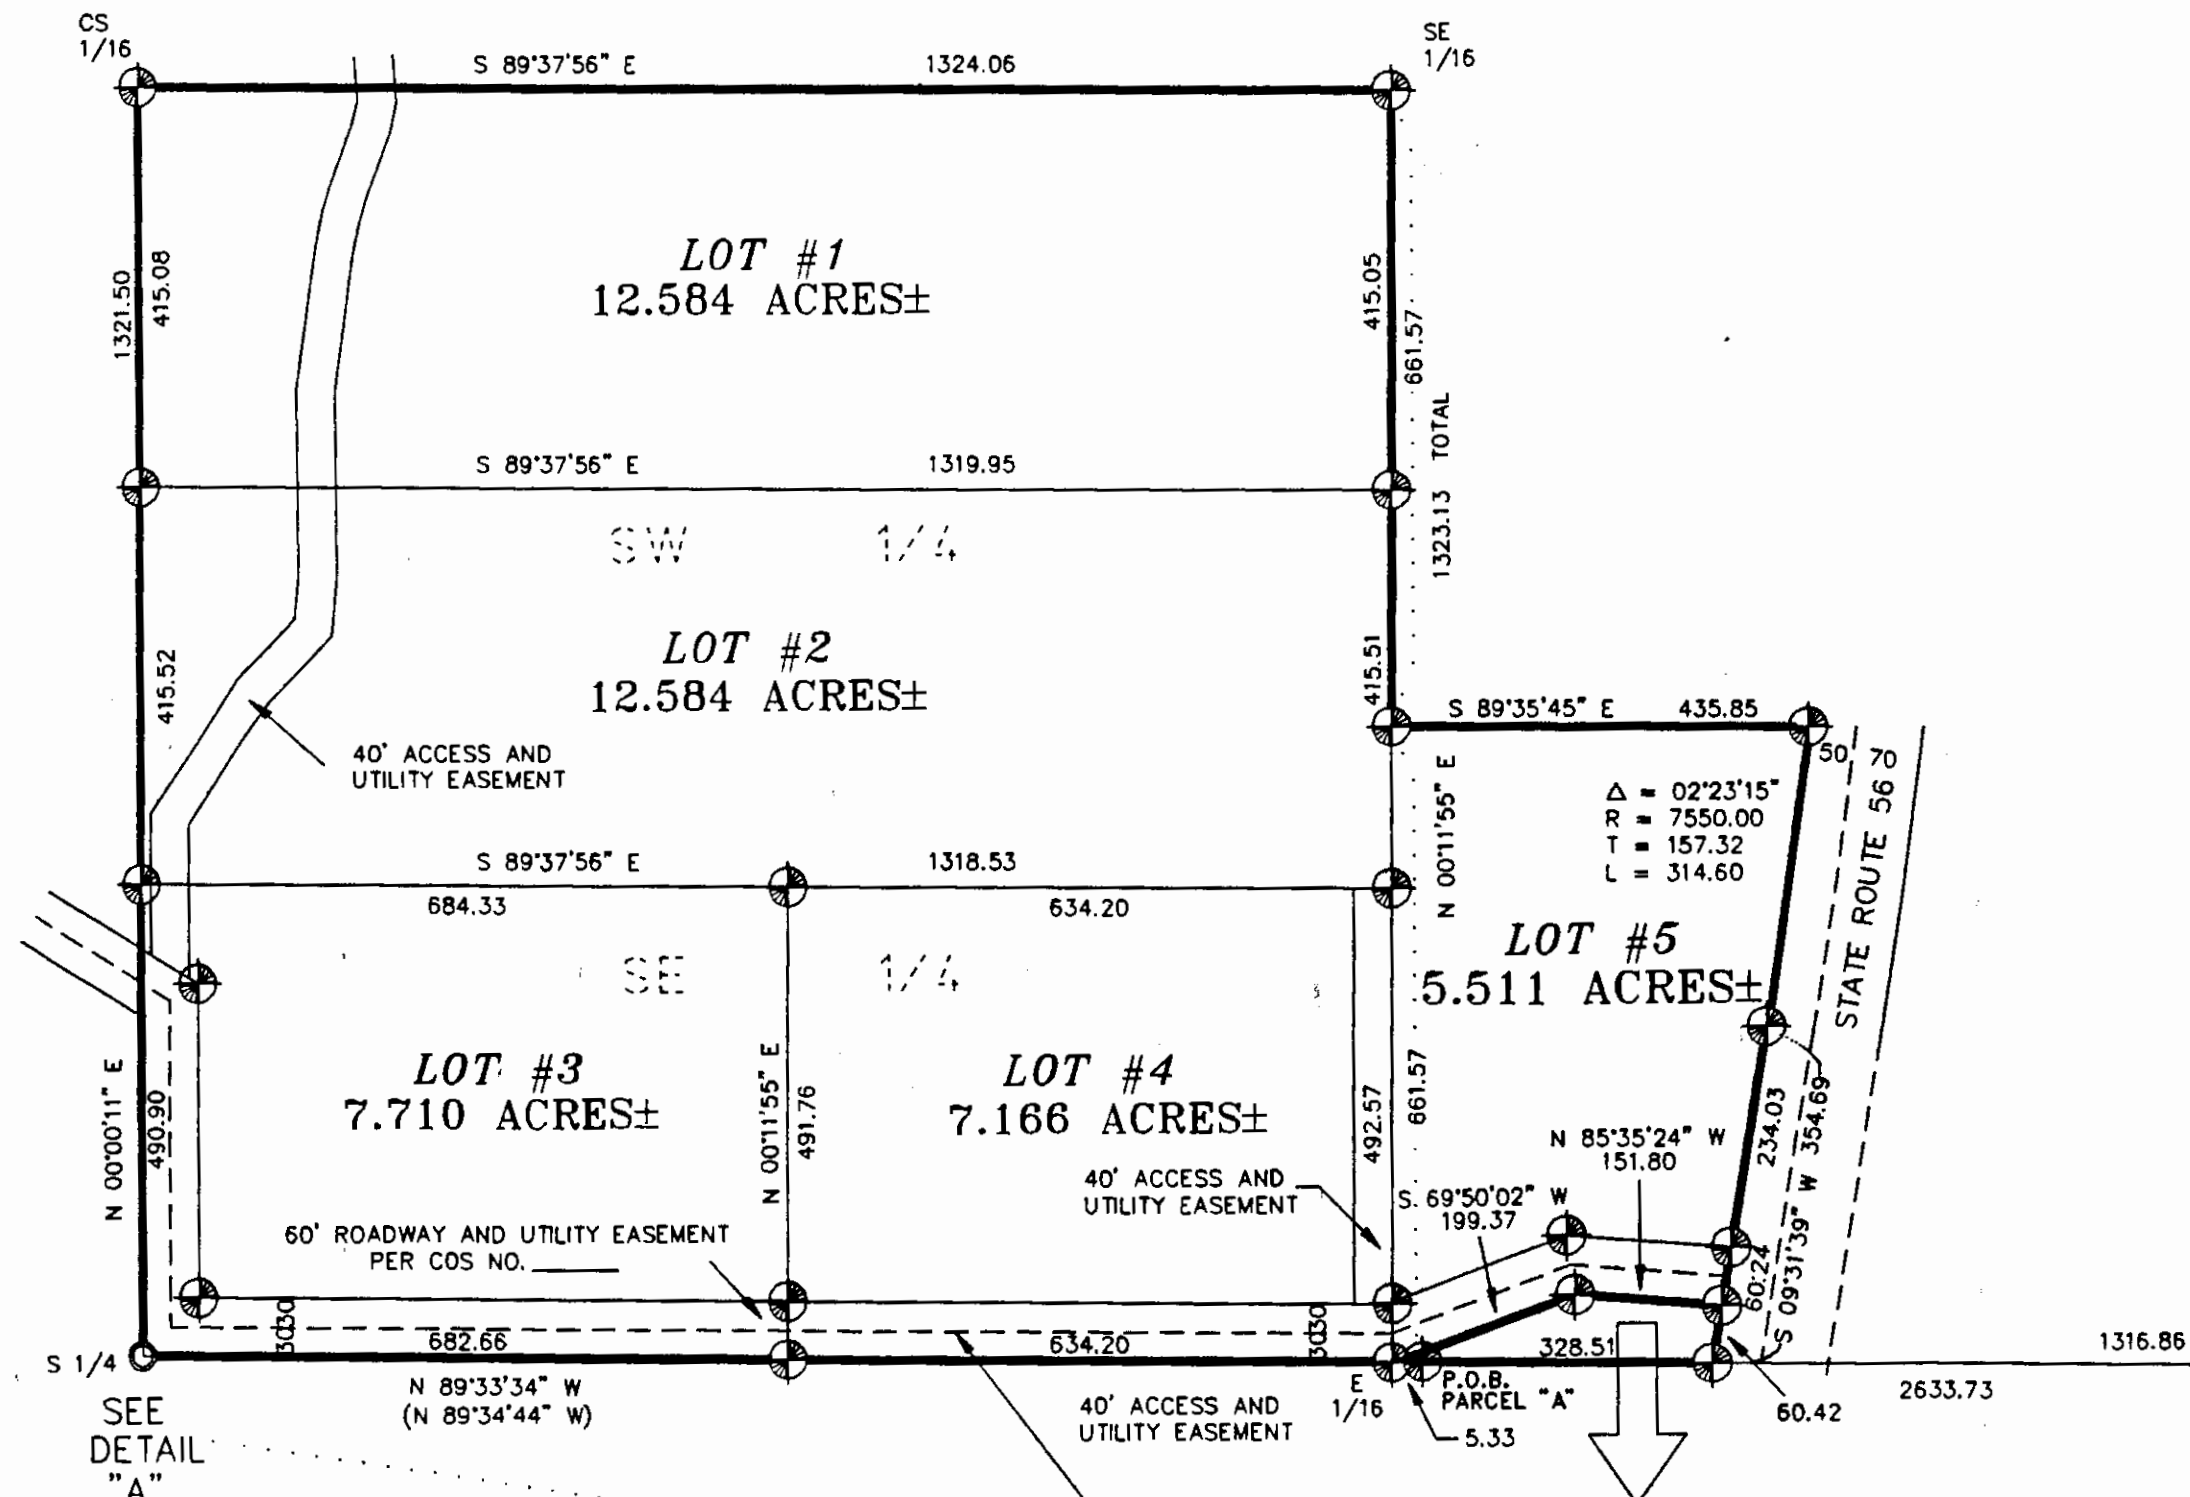 CS
1/16
SE
1/16
S 89°37'56" E 1324.06
1321.50
415.08
LOT #1
12.584 ACRES±
415.05
661.57
1323.13 TOTAL
S 89°37'56" E 1319.95
SW 1/4
LOT #2
12.584 ACRES±
415.52
415.51
40' ACCESS AND
UTILITY EASEMENT
S 89°35'45" E 435.85
50 70
Δ = 02°23'15"
R = 7550.00
T = 157.32
L = 314.60
STATE ROUTE 56
N 00°11'55" E
S 89°37'56" E 1318.53
684.33
634.20
SE 1/4
LOT #5
5.511 ACRES±
LOT #3
7.710 ACRES±
LOT #4
7.166 ACRES±
N 00°00'11" E
490.90
N 00°11'55" E
491.76
492.57
661.57
234.03
S 09°31'39" W 354.69
N 85°35'24" W
151.80
40' ACCESS AND
UTILITY EASEMENT
S 69°50'02" W
199.37
60' ROADWAY AND UTILITY EASEMENT
PER COS NO.
60.24
3030
3030
S 1/4
682.66
634.20
328.51
1316.86
N 89°33'34" W
(N 89°34'44" W)
E
1/16
P.O.B.
PARCEL "A"
2633.73
60.42
5.33
40' ACCESS AND
UTILITY EASEMENT
SEE
DETAIL
"A"